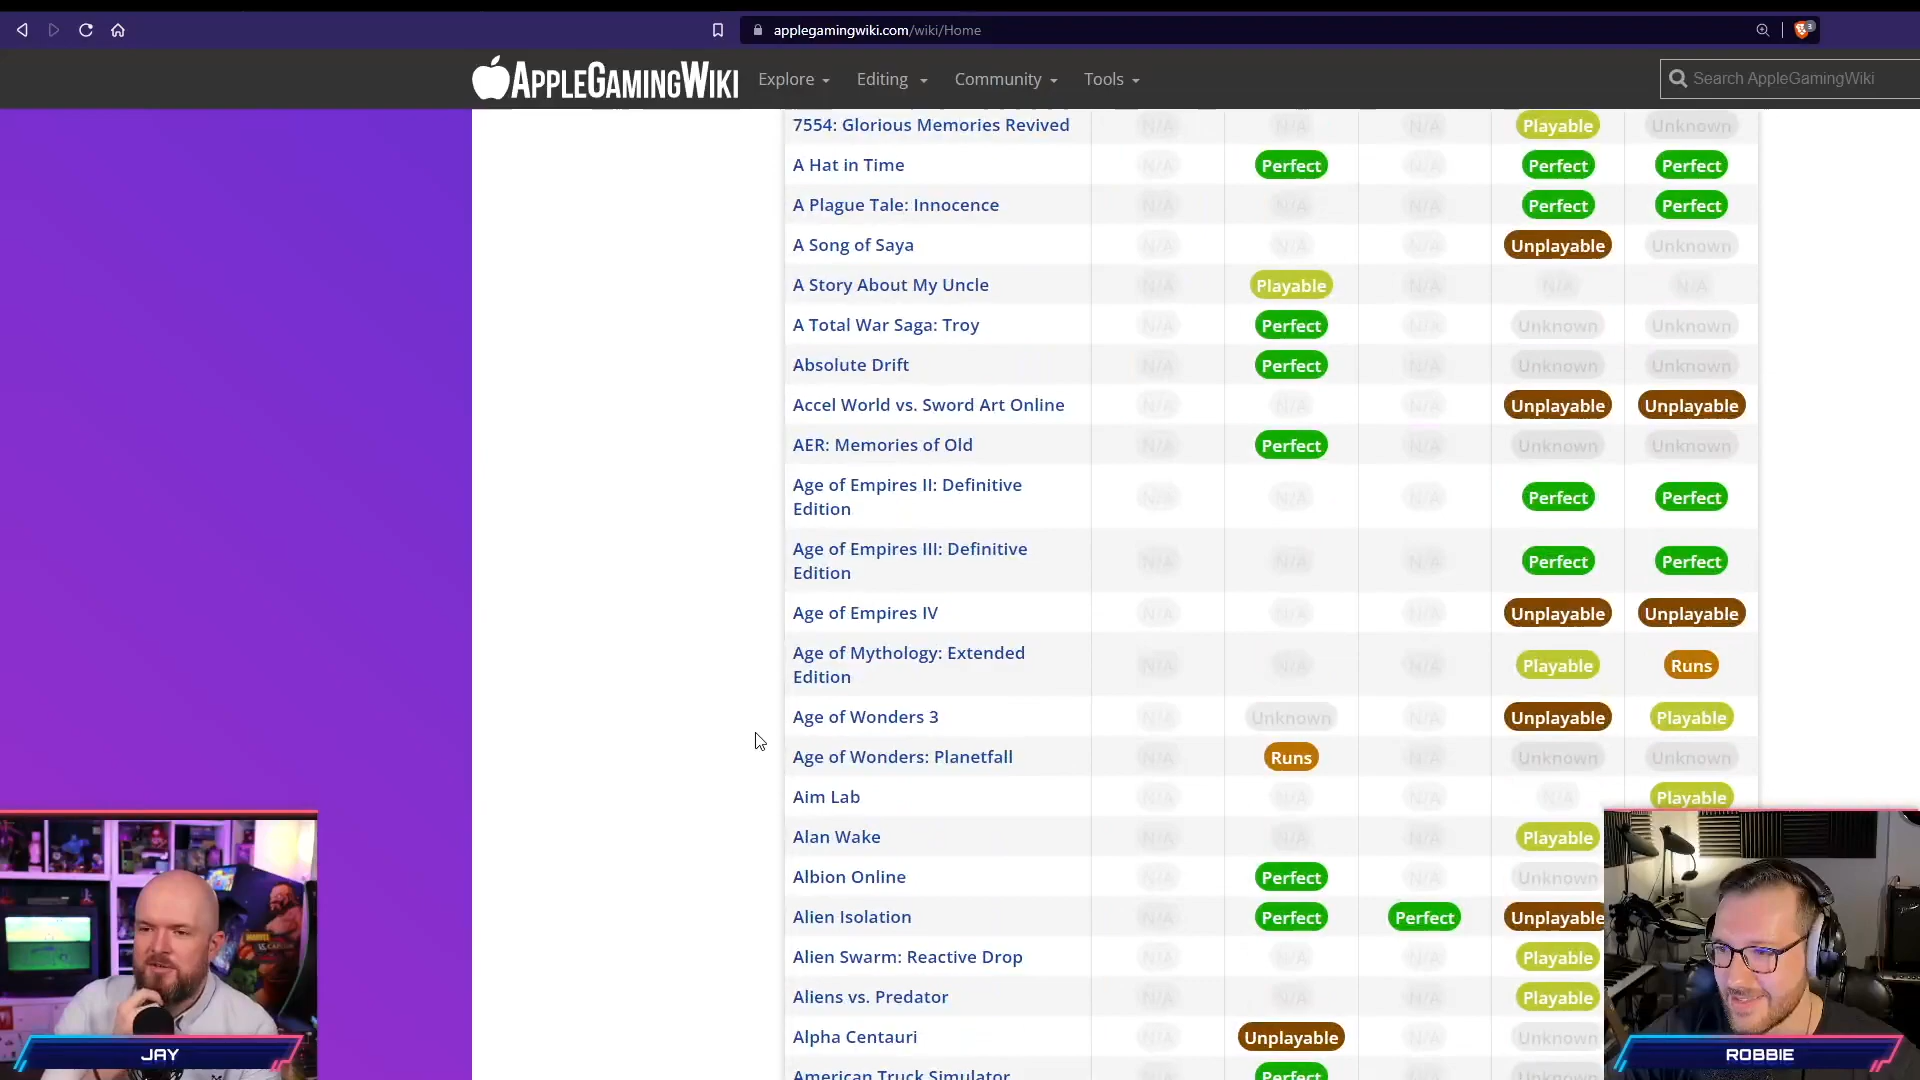 applegamingwiki.com/wiki/Home
3
APPLEGAMINGWIKI Explore Editing Community Tools Search AppleGamingWiki
7554: Glorious Memories Revived N/A N/A N/A Playable Unknown
A Hat in Time N/A Perfect N/A Perfect Perfect
A Plague Tale: Innocence N/A N/A N/A Perfect Perfect
A Song of Saya N/A N/A N/A Unplayable Unknown
A Story About My Uncle N/A Playable N/A N/A N/A
A Total War Saga: Troy N/A Perfect N/A Unknown Unknown
Absolute Drift N/A Perfect N/A Unknown Unknown
Accel World vs. Sword Art Online N/A N/A N/A Unplayable Unplayable
AER: Memories of Old N/A Perfect N/A Unknown Unknown
Age of Empires II: Definitive
Edition N/A N/A N/A Perfect Perfect
Age of Empires III: Definitive
Edition N/A N/A N/A Perfect Perfect
Age of Empires IV N/A N/A N/A Unplayable Unplayable
Age of Mythology: Extended
Edition N/A N/A N/A Playable Runs
Age of Wonders 3 N/A Unknown N/A Unplayable Playable
Age of Wonders: Planetfall N/A Runs N/A Unknown Unknown
Aim Lab N/A N/A N/A N/A Playable
Alan Wake N/A N/A N/A Playable
Albion Online N/A Perfect N/A Unknown
Alien Isolation N/A Perfect Perfect Unplayable
Alien Swarm: Reactive Drop N/A N/A N/A Playable
Aliens vs. Predator N/A N/A N/A Playable
Alpha Centauri N/A Unplayable N/A Unknown
American Truck Simulator N/A Perfect N/A Unknown
JAY
ROBBIE